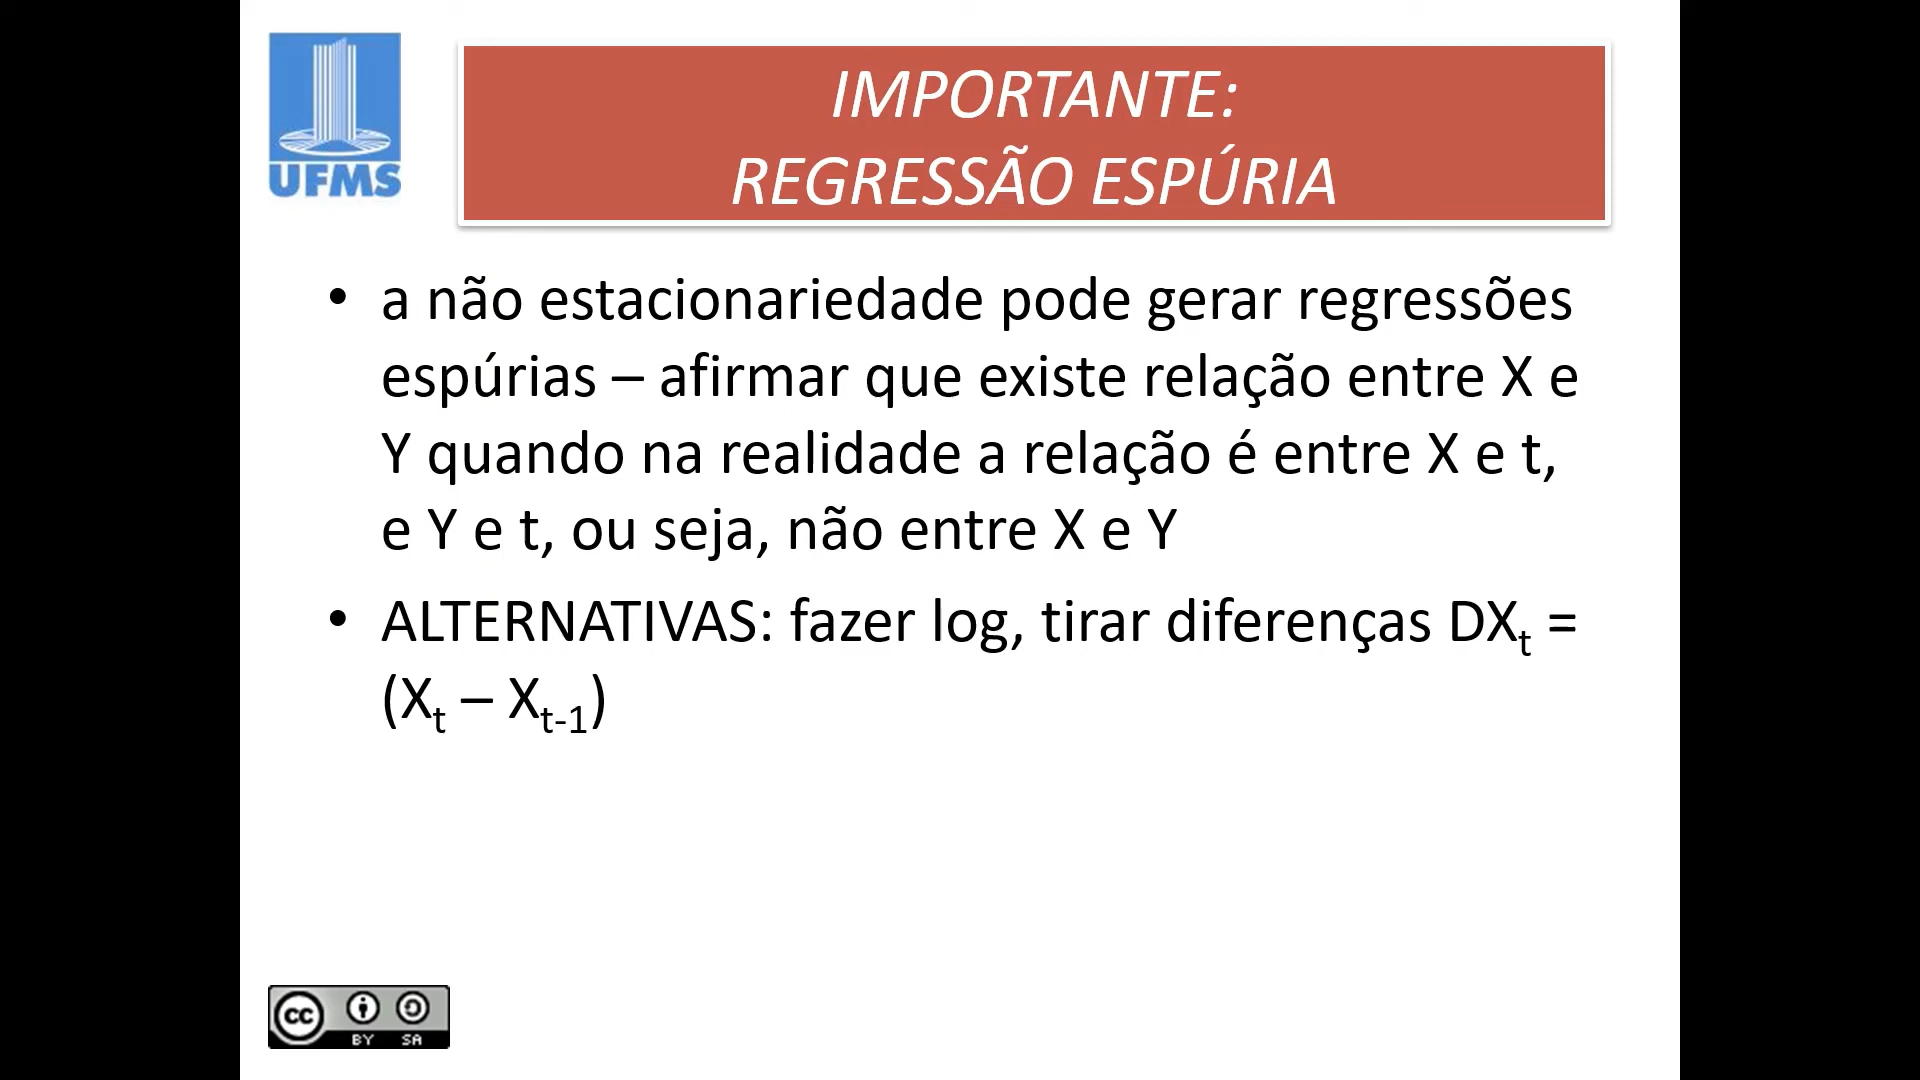 UFMS
IMPORTANTE:
REGRESSÃO ESPÚRIA
• a não estacionariedade pode gerar regressões
espúrias – afirmar que existe relação entre X e
Y quando na realidade a relação é entre X e t,
e Y e t, ou seja, não entre X e Y
• ALTERNATIVAS: fazer log, tirar diferenças DXt =
(Xt – Xt-1)
cc BY SA